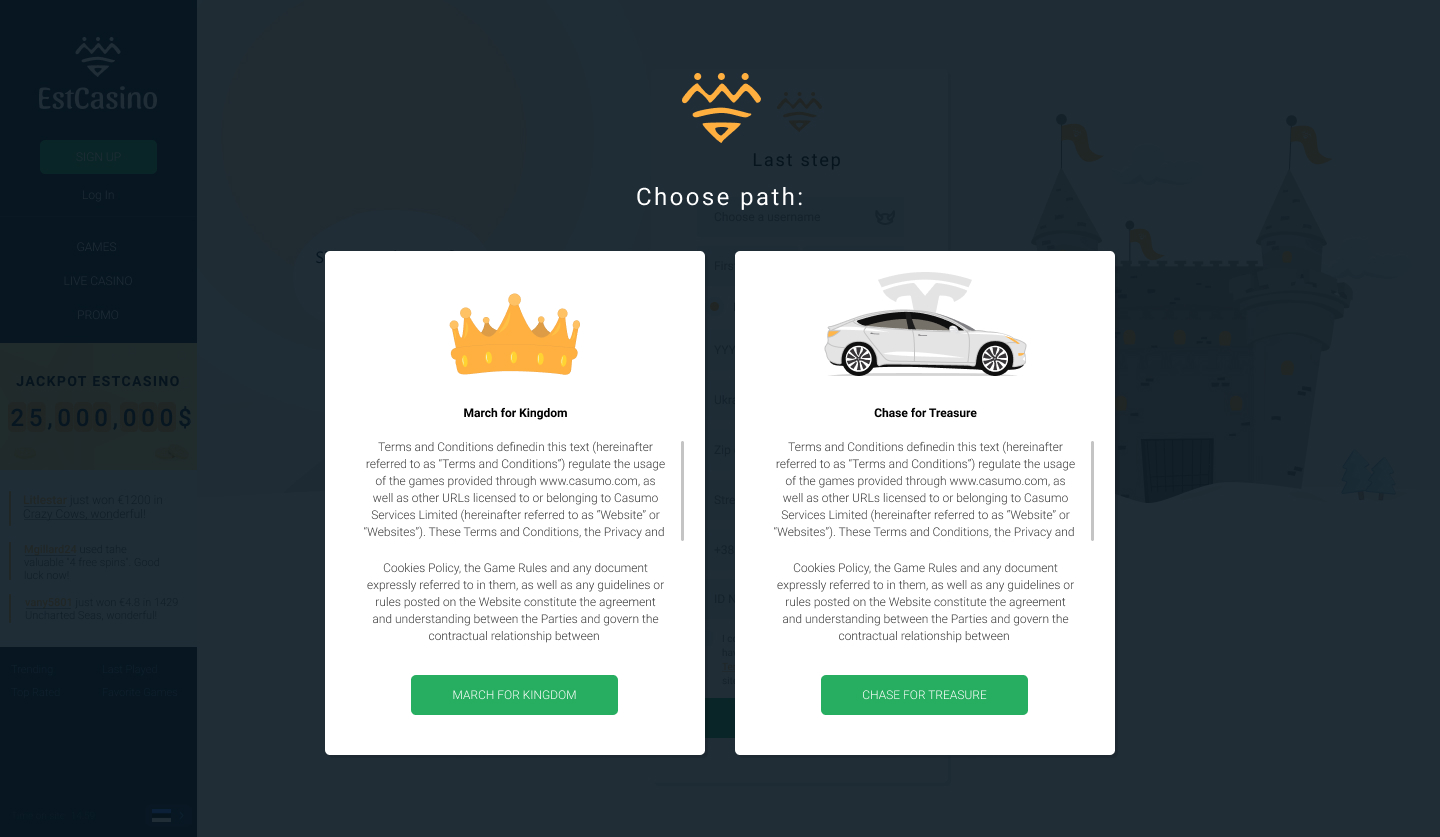 EstCasino
SIGN UP
Log In
GAMES
LIVE CASINO
PROMO
JACKPOT ESTCASINO
25,000,000$
just won €1200 in
Crazy Cows, wonderful!
used tahe
valuable "4 free spins". Good
luck now!
just won €4.8 in 1429
Uncharted Seas, wonderful!
Trending
Last Played
Top Rated
Favorite Games
Last step
Choose a username
Choose path:
March for Kingdom
Terms and Conditions definedin this text (hereinafter
referred to as “Terms and Conditions”) regulate the usage
of the games provided through www.casumo.com, as
well as other URLs licensed to or belonging to Casumo
Services Limited (hereinafter referred to as “Website” or
“Websites”). These Terms and Conditions, the Privacy and
Cookies Policy, the Game Rules and any document
expressly referred to in them, as well as any guidelines or
rules posted on the Website constitute the agreement
and understanding between the Parties and govern the
contractual relationship between
MARCH FOR KINGDOM
Chase for Treasure
Terms and Conditions definedin this text (hereinafter
referred to as “Terms and Conditions”) regulate the usage
of the games provided through www.casumo.com, as
well as other URLs licensed to or belonging to Casumo
Services Limited (hereinafter referred to as “Website” or
“Websites”). These Terms and Conditions, the Privacy and
Cookies Policy, the Game Rules and any document
expressly referred to in them, as well as any guidelines or
rules posted on the Website constitute the agreement
and understanding between the Parties and govern the
contractual relationship between
CHASE FOR TREASURE